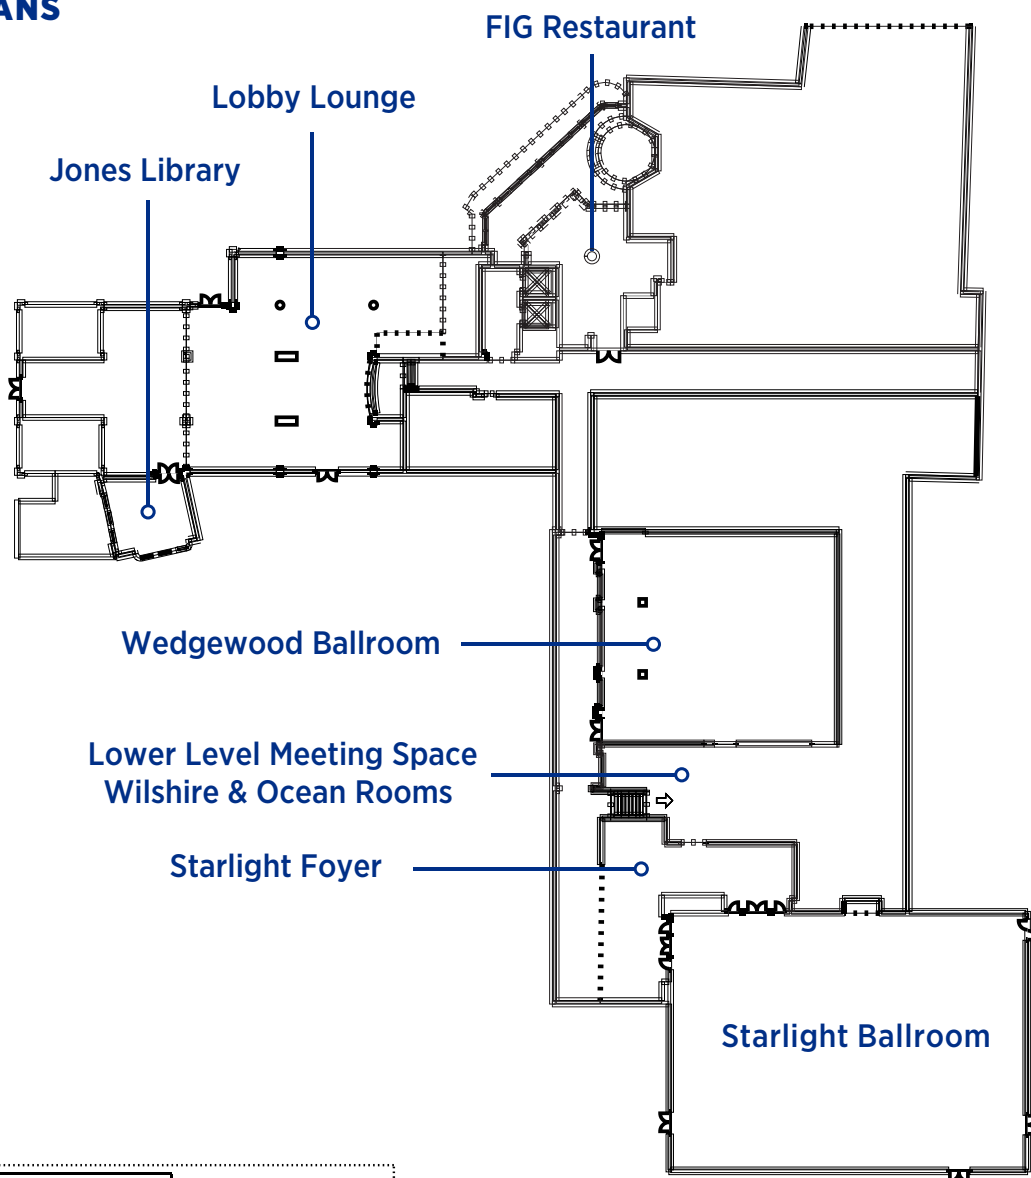 FIG Restaurant
Lobby Lounge
Jones Library
Wedgewood Ballroom
Lower Level Meeting Space
Wilshire & Ocean Rooms
Starlight Foyer
Starlight Ballroom